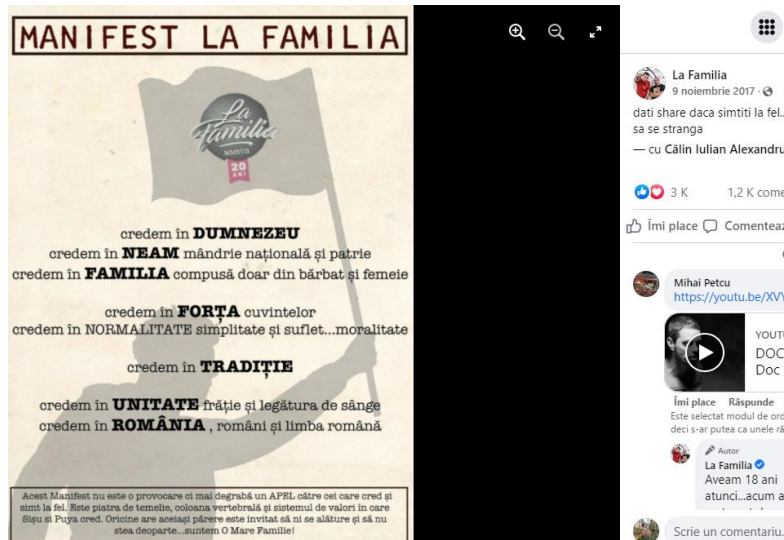 MANIFEST LA FAMILIA
La
Familia
MMXVII
20
ANI
credem în DUMNEZEU
credem în NEAM mândrie națională și patrie
credem în FAMILIA compusă doar din bărbat și femeie
credem în FORȚA cuvintelor
credem în NORMALITATE simplitate și suflet...moralitate
credem în TRADIȚIE
credem în UNITATE frăție și legătura de sânge
credem în ROMÂNIA , români și limba română
Acest Manifest nu este o provocare ci mai degrabă un APEL către cei care cred și
simt la fel. Este piatra de temelie, coloana vertebrală și sistemul de valori în care
Sișu si Puya cred. Oricine are aceiași părere este invitat să ni se alăture și să nu
stea deoparte...suntem O Mare Familie!
La Familia
9 noiembrie 2017 ·
dati share daca simtiti la fel..
sa se stranga
— cu Călin Iulian Alexandru
3 K 1,2 K come
Îmi place Comentează
Mihai Petcu
https://youtu.be/XVY
YOUTU
DOC
Doc
Îmi place Răspunde
Este selectat modul de ord
deci s-ar putea ca unele ră
Autor
La Familia
Aveam 18 ani
atunci...acum a
Scrie un comentariu.